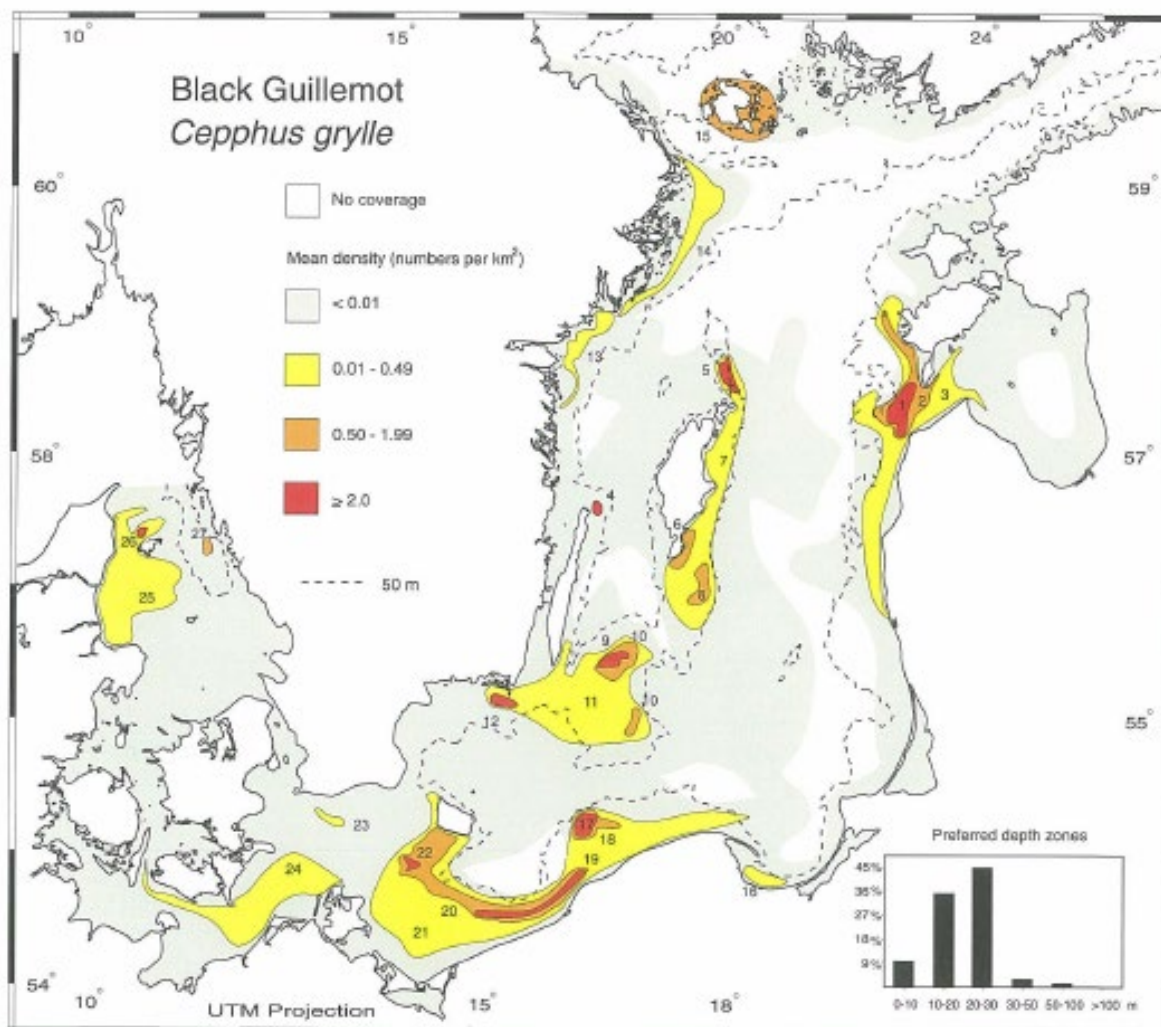 10° 15° 20° 24°
Black Guillemot
Cepphus grylle
15
60° 59°
No coverage
Mean density (numbers per km²)
14
< 0.01
13
5
0.01 - 0.49
1 2 3
0.50 - 1.99
58° 57°
7
≥ 2.0
4
6
27
26
50 m
8
25
9 10
11 10
12
55°
17
23
18
Preferred depth zones
22
19
45%
24
36%
16
20
27%
21
18%
9%
54°
0-10 10-20 20-30 30-50 50-100 >100 m
10° 15° 18°
UTM Projection